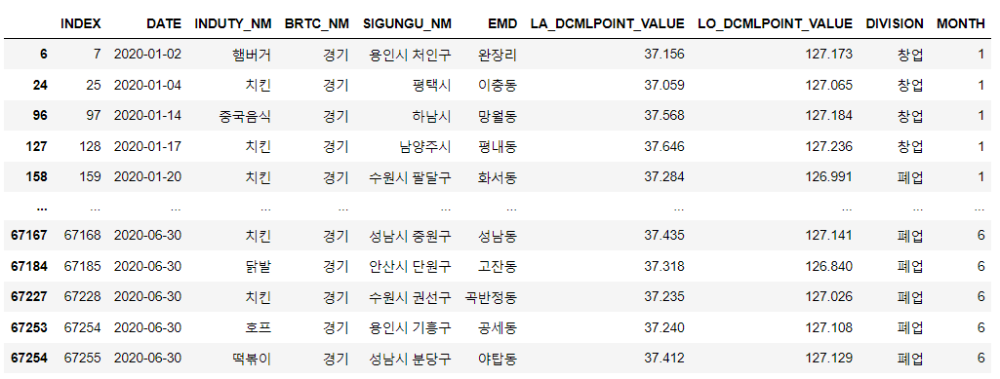 INDEX DATE INDUTY_NM BRTC_NM SIGUNGU_NM EMD LA_DCMLPOINT_VALUE LO_DCMLPOINT_VALUE DIVISION MONTH
6 7 2020-01-02 햄버거 경기 용인시 처인구 완장리 37.156 127.173 창업 1
24 25 2020-01-04 치킨 경기 평택시 이충동 37.059 127.065 창업 1
96 97 2020-01-14 중국음식 경기 하남시 망월동 37.568 127.184 창업 1
127 128 2020-01-17 치킨 경기 남양주시 평내동 37.646 127.236 창업 1
158 159 2020-01-20 치킨 경기 수원시 팔달구 화서동 37.284 126.991 폐업 1
... ... ... ... ... ... ... ... ... ... ...
67167 67168 2020-06-30 치킨 경기 성남시 중원구 성남동 37.435 127.141 폐업 6
67184 67185 2020-06-30 닭발 경기 안산시 단원구 고잔동 37.318 126.840 폐업 6
67227 67228 2020-06-30 치킨 경기 수원시 권선구 곡반정동 37.235 127.026 폐업 6
67253 67254 2020-06-30 호프 경기 용인시 기흥구 공세동 37.240 127.108 폐업 6
67254 67255 2020-06-30 떡볶이 경기 성남시 분당구 야탑동 37.412 127.129 폐업 6